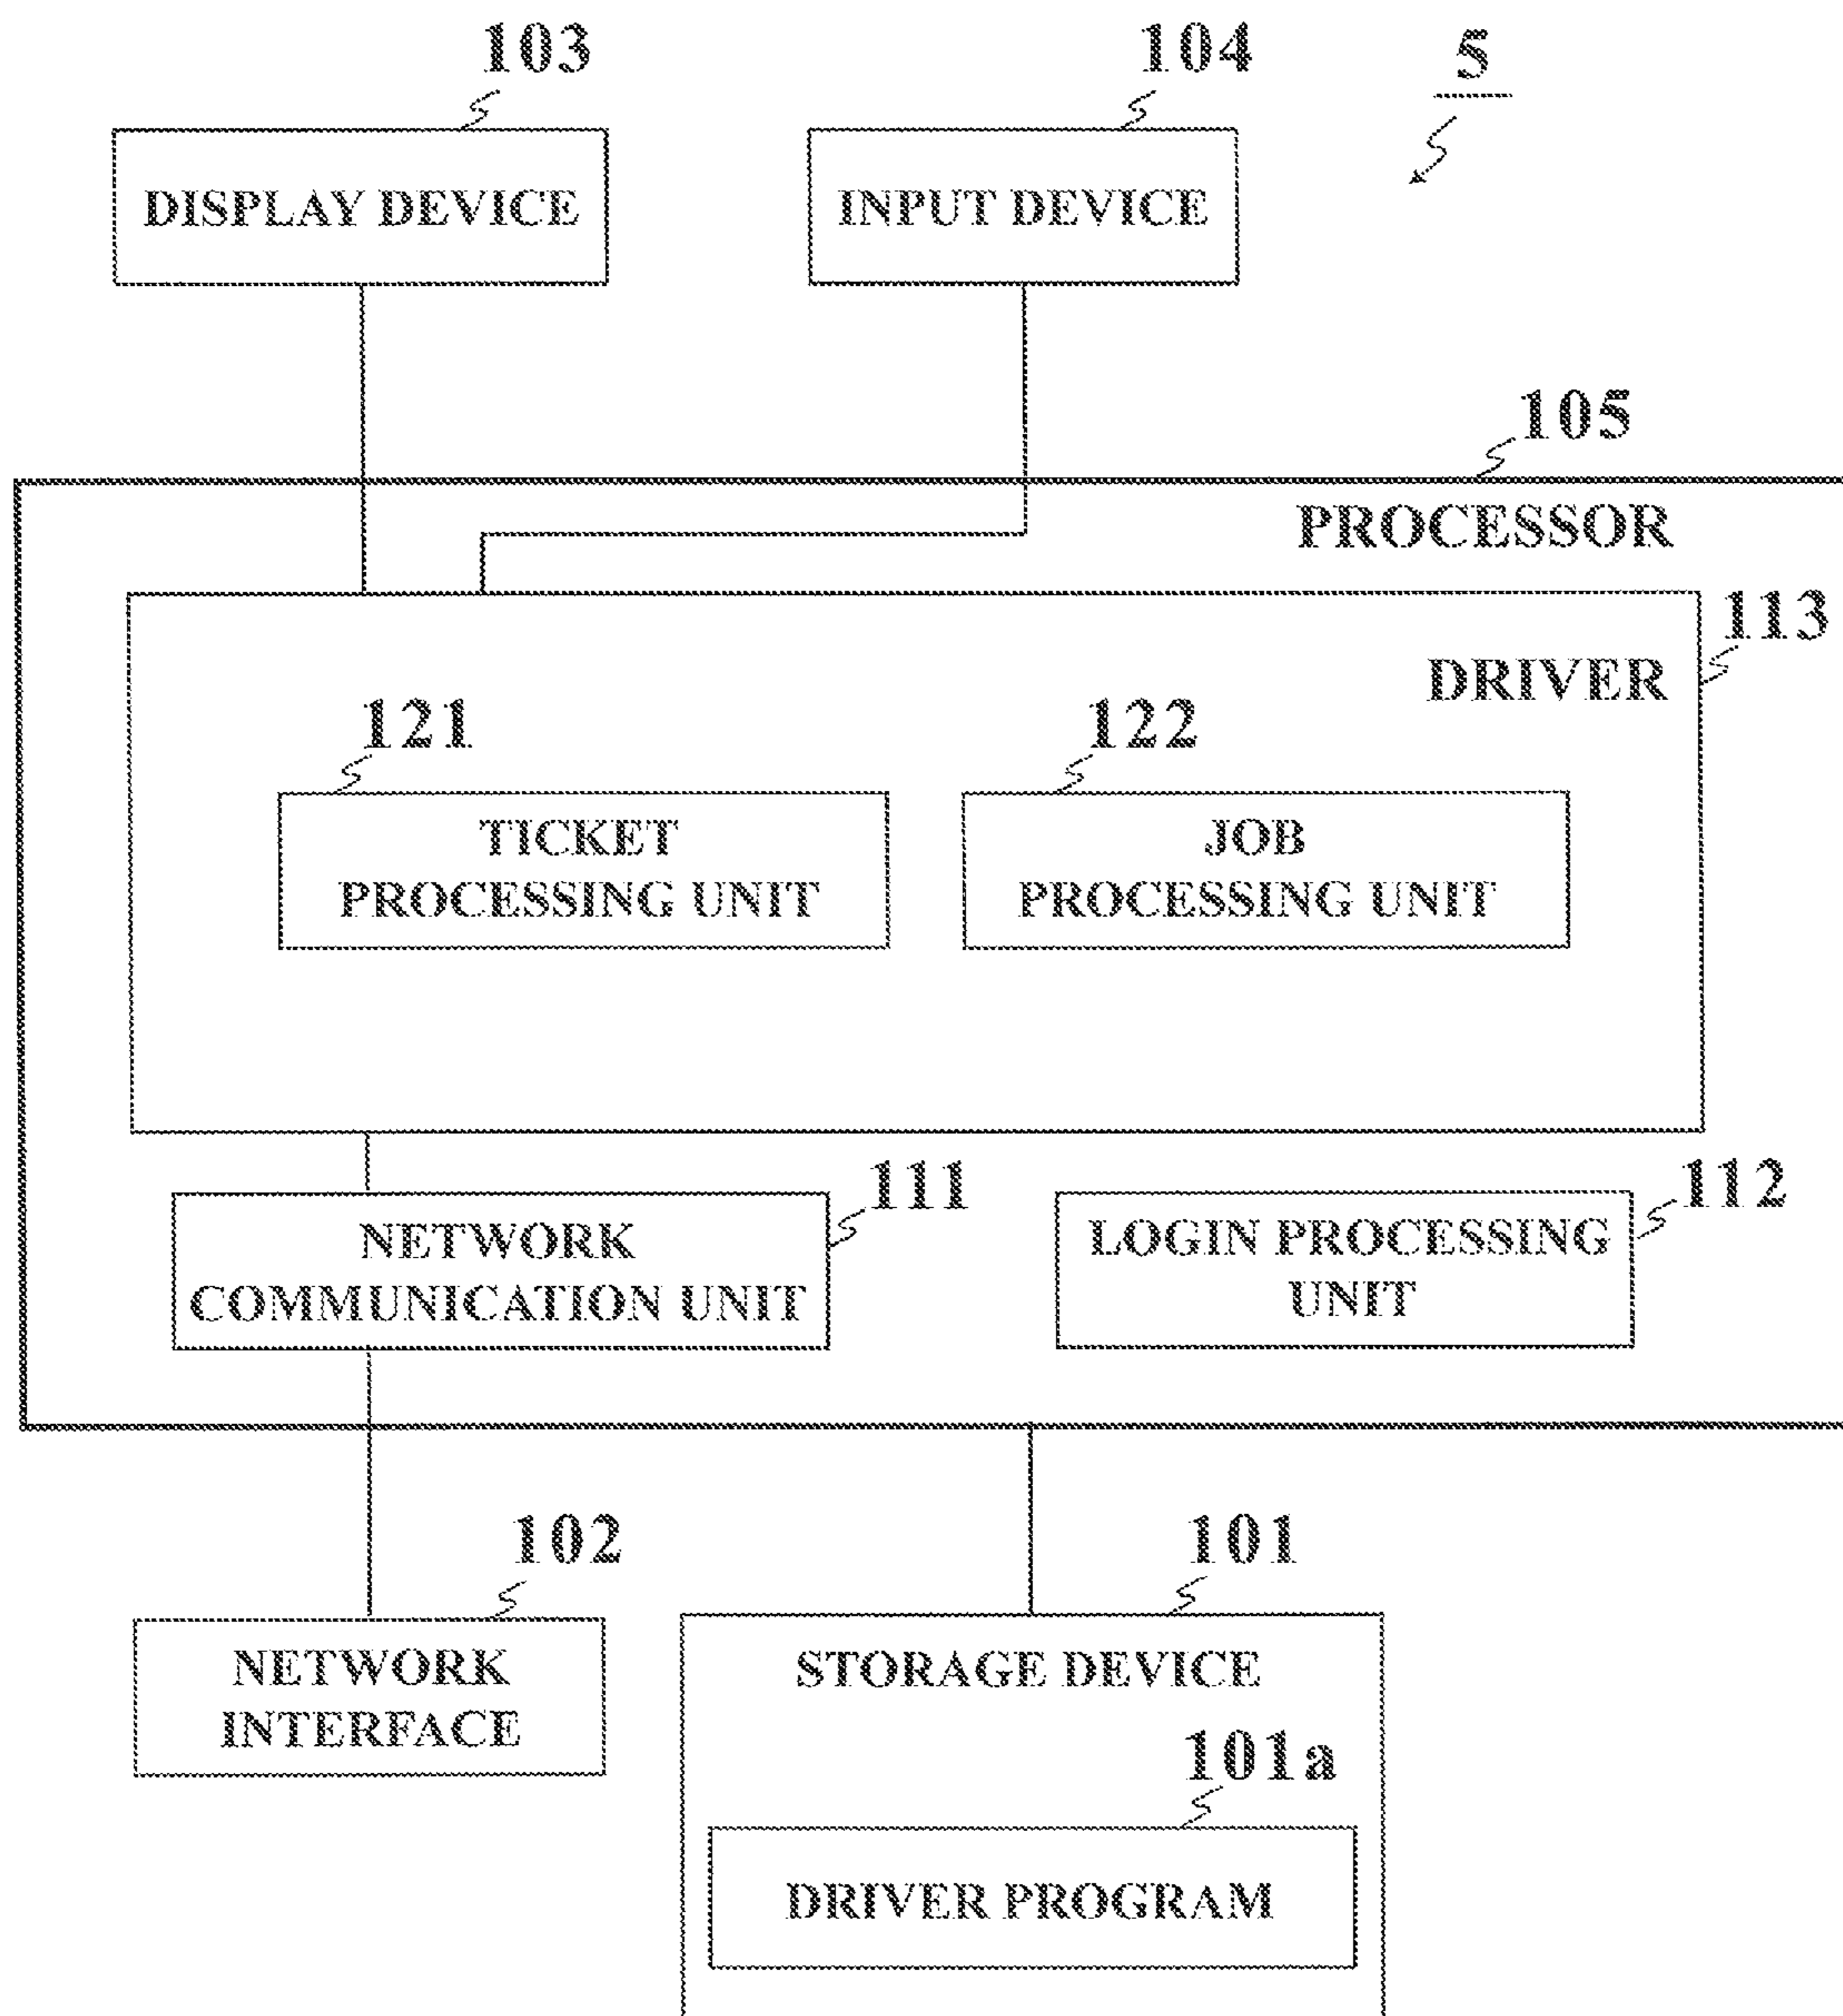 103
104
5
DISPLAY DEVICE
INPUT DEVICE
105
PROCESSOR
113
DRIVER
121
122
TICKET
PROCESSING UNIT
JOB
PROCESSING UNIT
111
112
NETWORK
COMMUNICATION UNIT
LOGIN PROCESSING
UNIT
102
101
NETWORK
INTERFACE
STORAGE DEVICE
101a
DRIVER PROGRAM